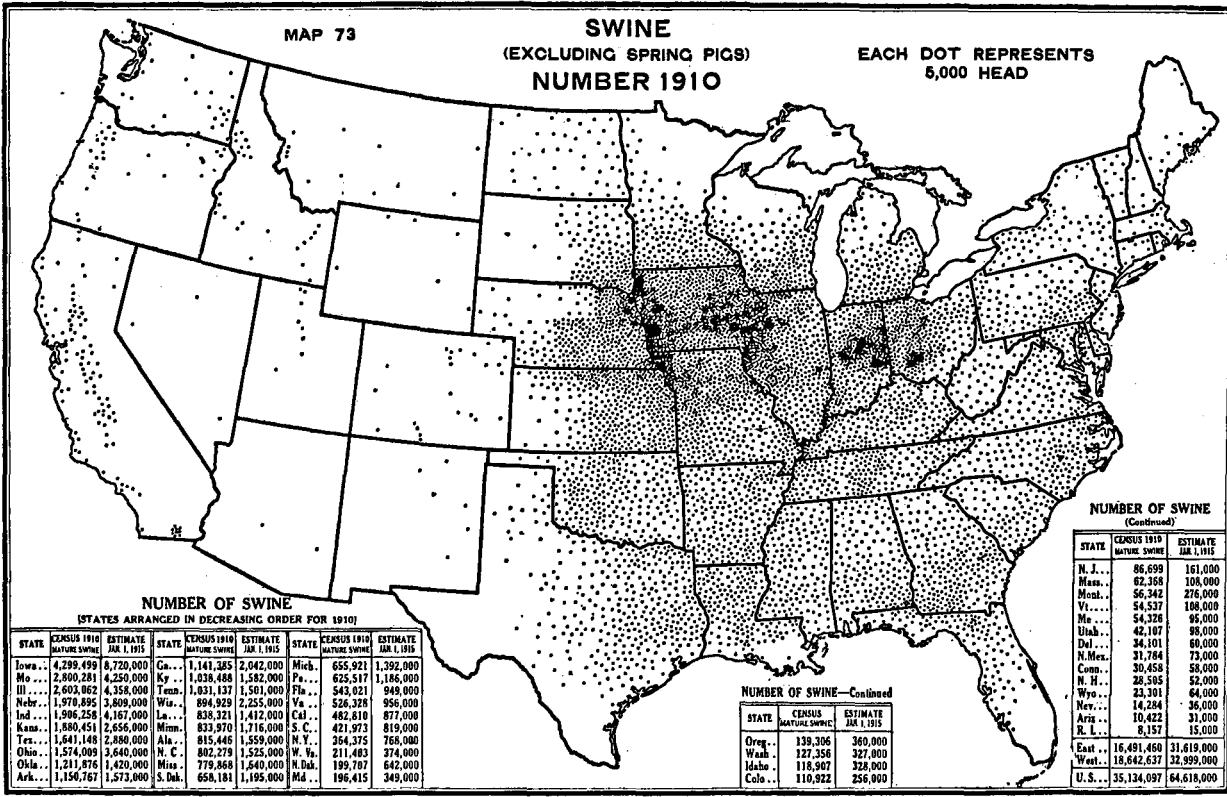 MAP 73
SWINE
(EXCLUDING SPRING PIGS)
NUMBER 1910
EACH DOT REPRESENTS
5,000 HEAD
NUMBER OF SWINE
[STATES ARRANGED IN DECREASING ORDER FOR 1910]
STATE CENSUS 1910 MATURE SWINE ESTIMATE JAN. 1, 1915 STATE CENSUS 1910 MATURE SWINE ESTIMATE JAN. 1, 1915 STATE CENSUS 1910 MATURE SWINE ESTIMATE JAN. 1, 1915
Iowa... 4,299,499 8,720,000 Ga... 1,141,285 2,042,000 Mich. 655,921 1,392,000
Mo... 2,800,281 4,250,000 Ky... 1,038,488 1,582,000 Pa... 625,517 1,186,000
Ill... 2,603,062 4,358,000 Tenn. 1,031,137 1,501,000 Fla... 543,021 949,000
Nebr.. 1,970,895 3,809,000 Wis... 894,929 2,255,000 Va... 526,328 956,000
Ind... 1,906,258 4,167,000 La... 838,321 1,412,000 Cal... 482,810 877,000
Kans.. 1,880,451 2,656,000 Minn. 833,970 1,716,000 S. C.. 421,973 819,000
Tex... 1,641,148 2,880,000 Ala... 815,446 1,559,000 N.Y... 364,375 768,000
Ohio.. 1,574,009 3,640,000 N. C.. 802,279 1,525,000 W. Va. 211,483 374,000
Okla.. 1,211,876 1,420,000 Miss.. 779,868 1,540,000 N. Dak. 199,707 642,000
Ark... 1,150,767 1,573,000 S. Dak. 658,181 1,195,000 Md... 196,415 349,000
NUMBER OF SWINE—Continued
STATE CENSUS MATURE SWINE ESTIMATE JAN. 1, 1915
Oreg... 139,306 360,000
Wash.. 127,356 327,000
Idaho.. 118,907 328,000
Colo... 110,922 256,000
NUMBER OF SWINE
(Continued)
STATE CENSUS 1910 MATURE SWINE ESTIMATE JAN. 1, 1915
N. J... 86,699 161,000
Mass.. 62,368 108,000
Mont.. 56,342 276,000
Vt.... 54,537 108,000
Me... 54,326 95,000
Utah.. 42,107 98,000
Del... 34,101 60,000
N. Mex. 31,784 73,000
Conn.. 30,458 58,000
N. H.. 28,505 52,000
Wyo... 23,301 64,000
Nev... 14,284 36,000
Ariz... 10,422 31,000
R. I... 8,157 15,000
East... 16,491,460 31,619,000
West.. 18,642,637 32,999,000
U.S... 35,134,097 64,618,000